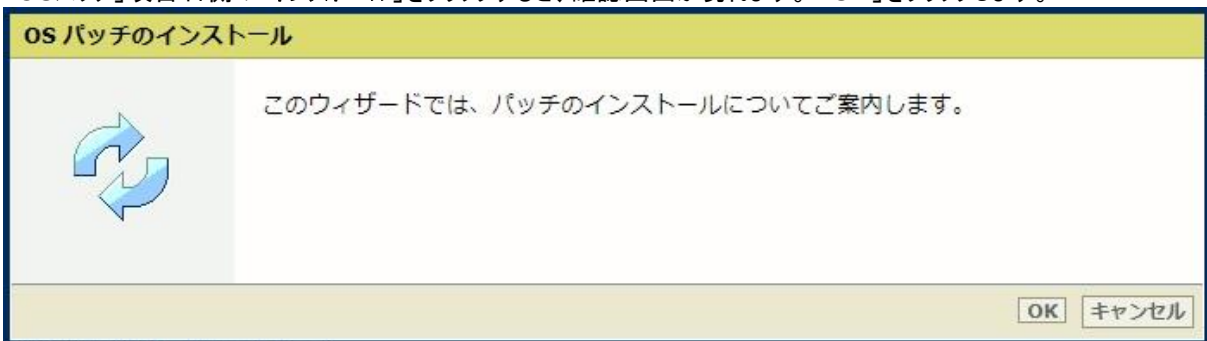 OS パッチのインストール
このウィザードでは、パッチのインストールについてご案内します。
OK
キャンセル